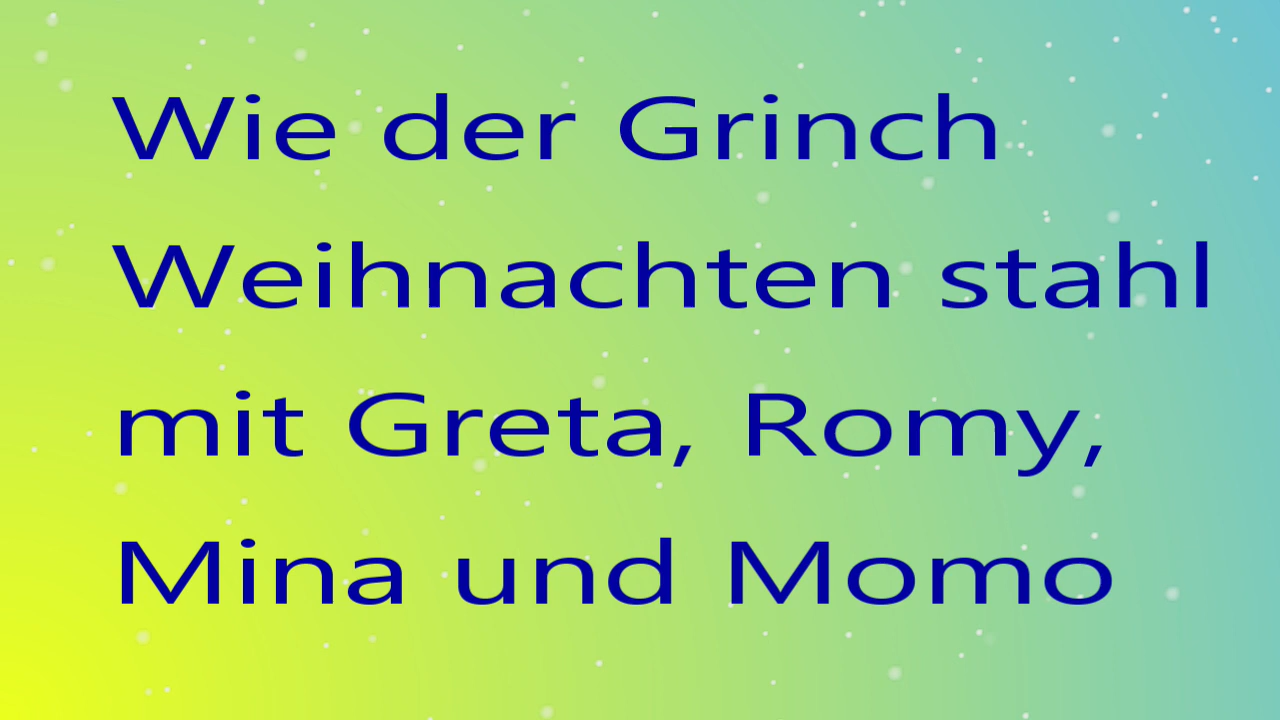 Wie der Grinch
Weihnachten stahl
mit Greta, Romy,
Mina und Momo